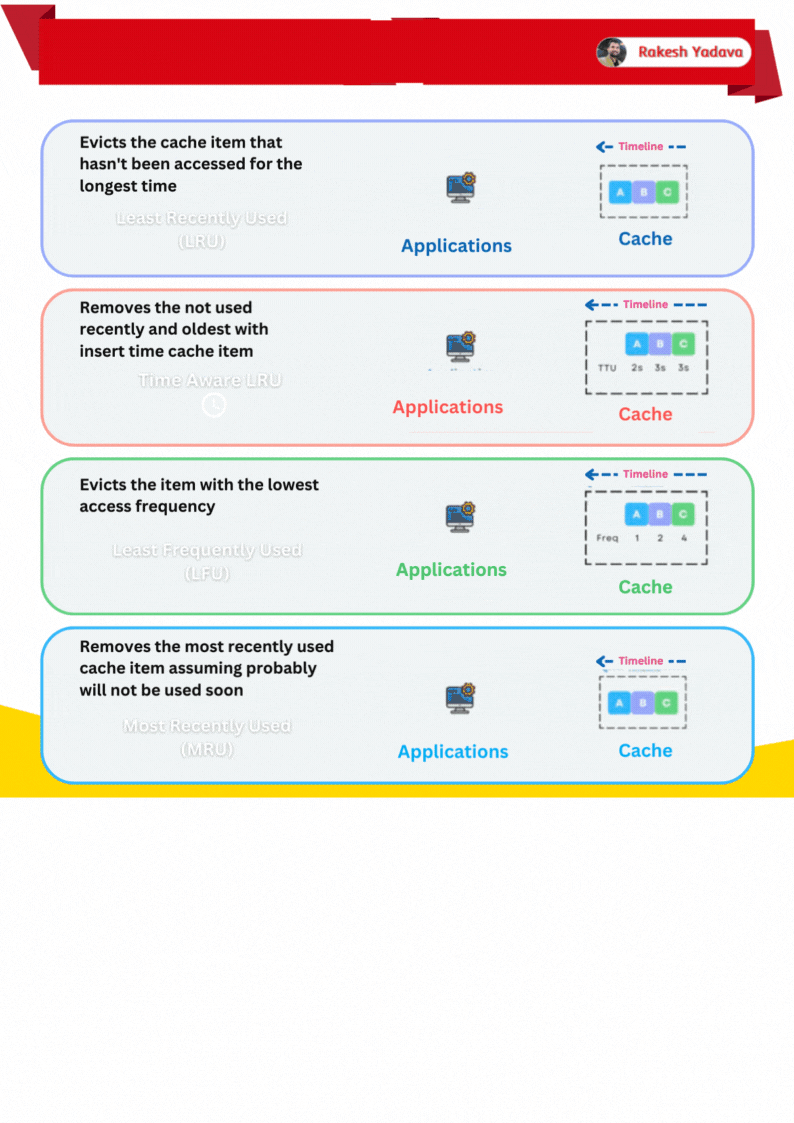 Rakesh Yadava
Evicts the cache item that
hasn't been accessed for the
longest time
Least Recently Used
(LRU)
Applications
Timeline
A B C
Cache
Removes the not used
recently and oldest with
insert time cache item
Time Aware LRU
Applications
Timeline
A B C
TTU 2s 3s 3s
Cache
Evicts the item with the lowest
access frequency
Least Frequently Used
(LFU)
Applications
Timeline
A B C
Freq 1 2 4
Cache
Removes the most recently used
cache item assuming probably
will not be used soon
Most Recently Used
(MRU)
Applications
Timeline
A B C
Cache